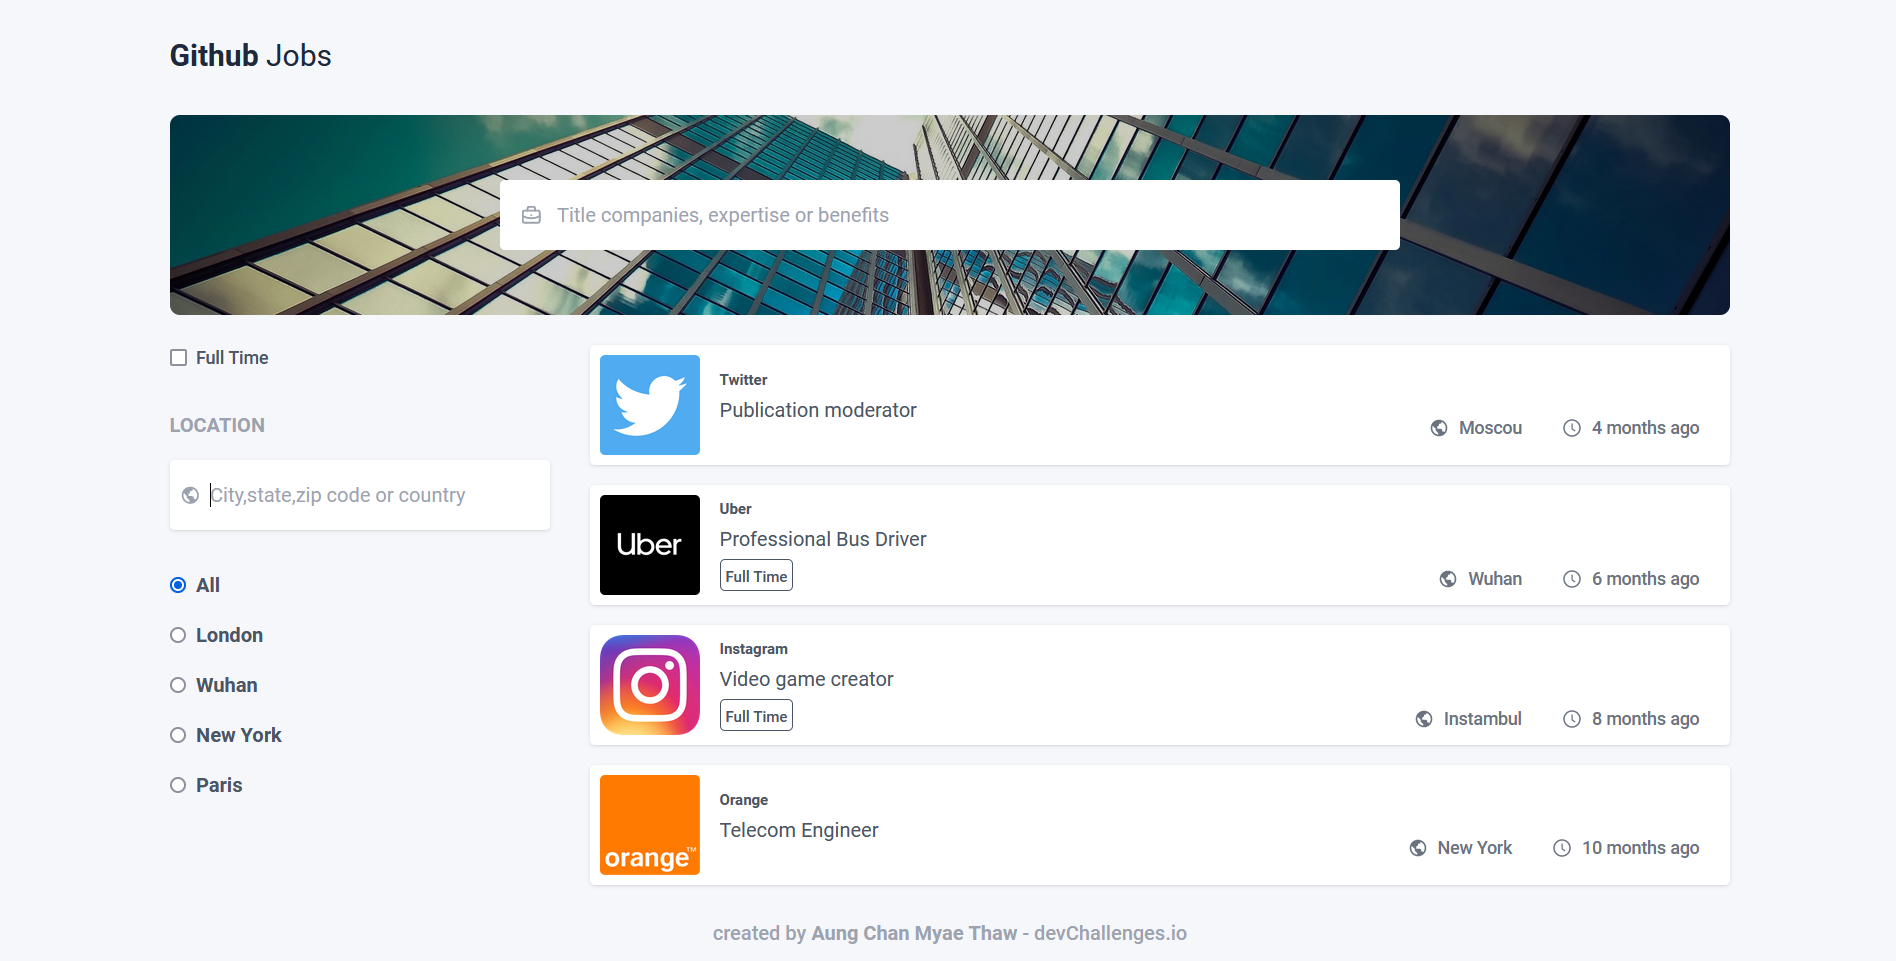 Github Jobs
Title companies, expertise or benefits
Full Time
LOCATION
City,state,zip code or country
All
London
Wuhan
New York
Paris
Twitter
Publication moderator
Moscou 4 months ago
Uber
Uber
Professional Bus Driver
Full Time
Wuhan 6 months ago
Instagram
Video game creator
Full Time
Instambul 8 months ago
orange™
Orange
Telecom Engineer
New York 10 months ago
created by Aung Chan Myae Thaw - devChallenges.io